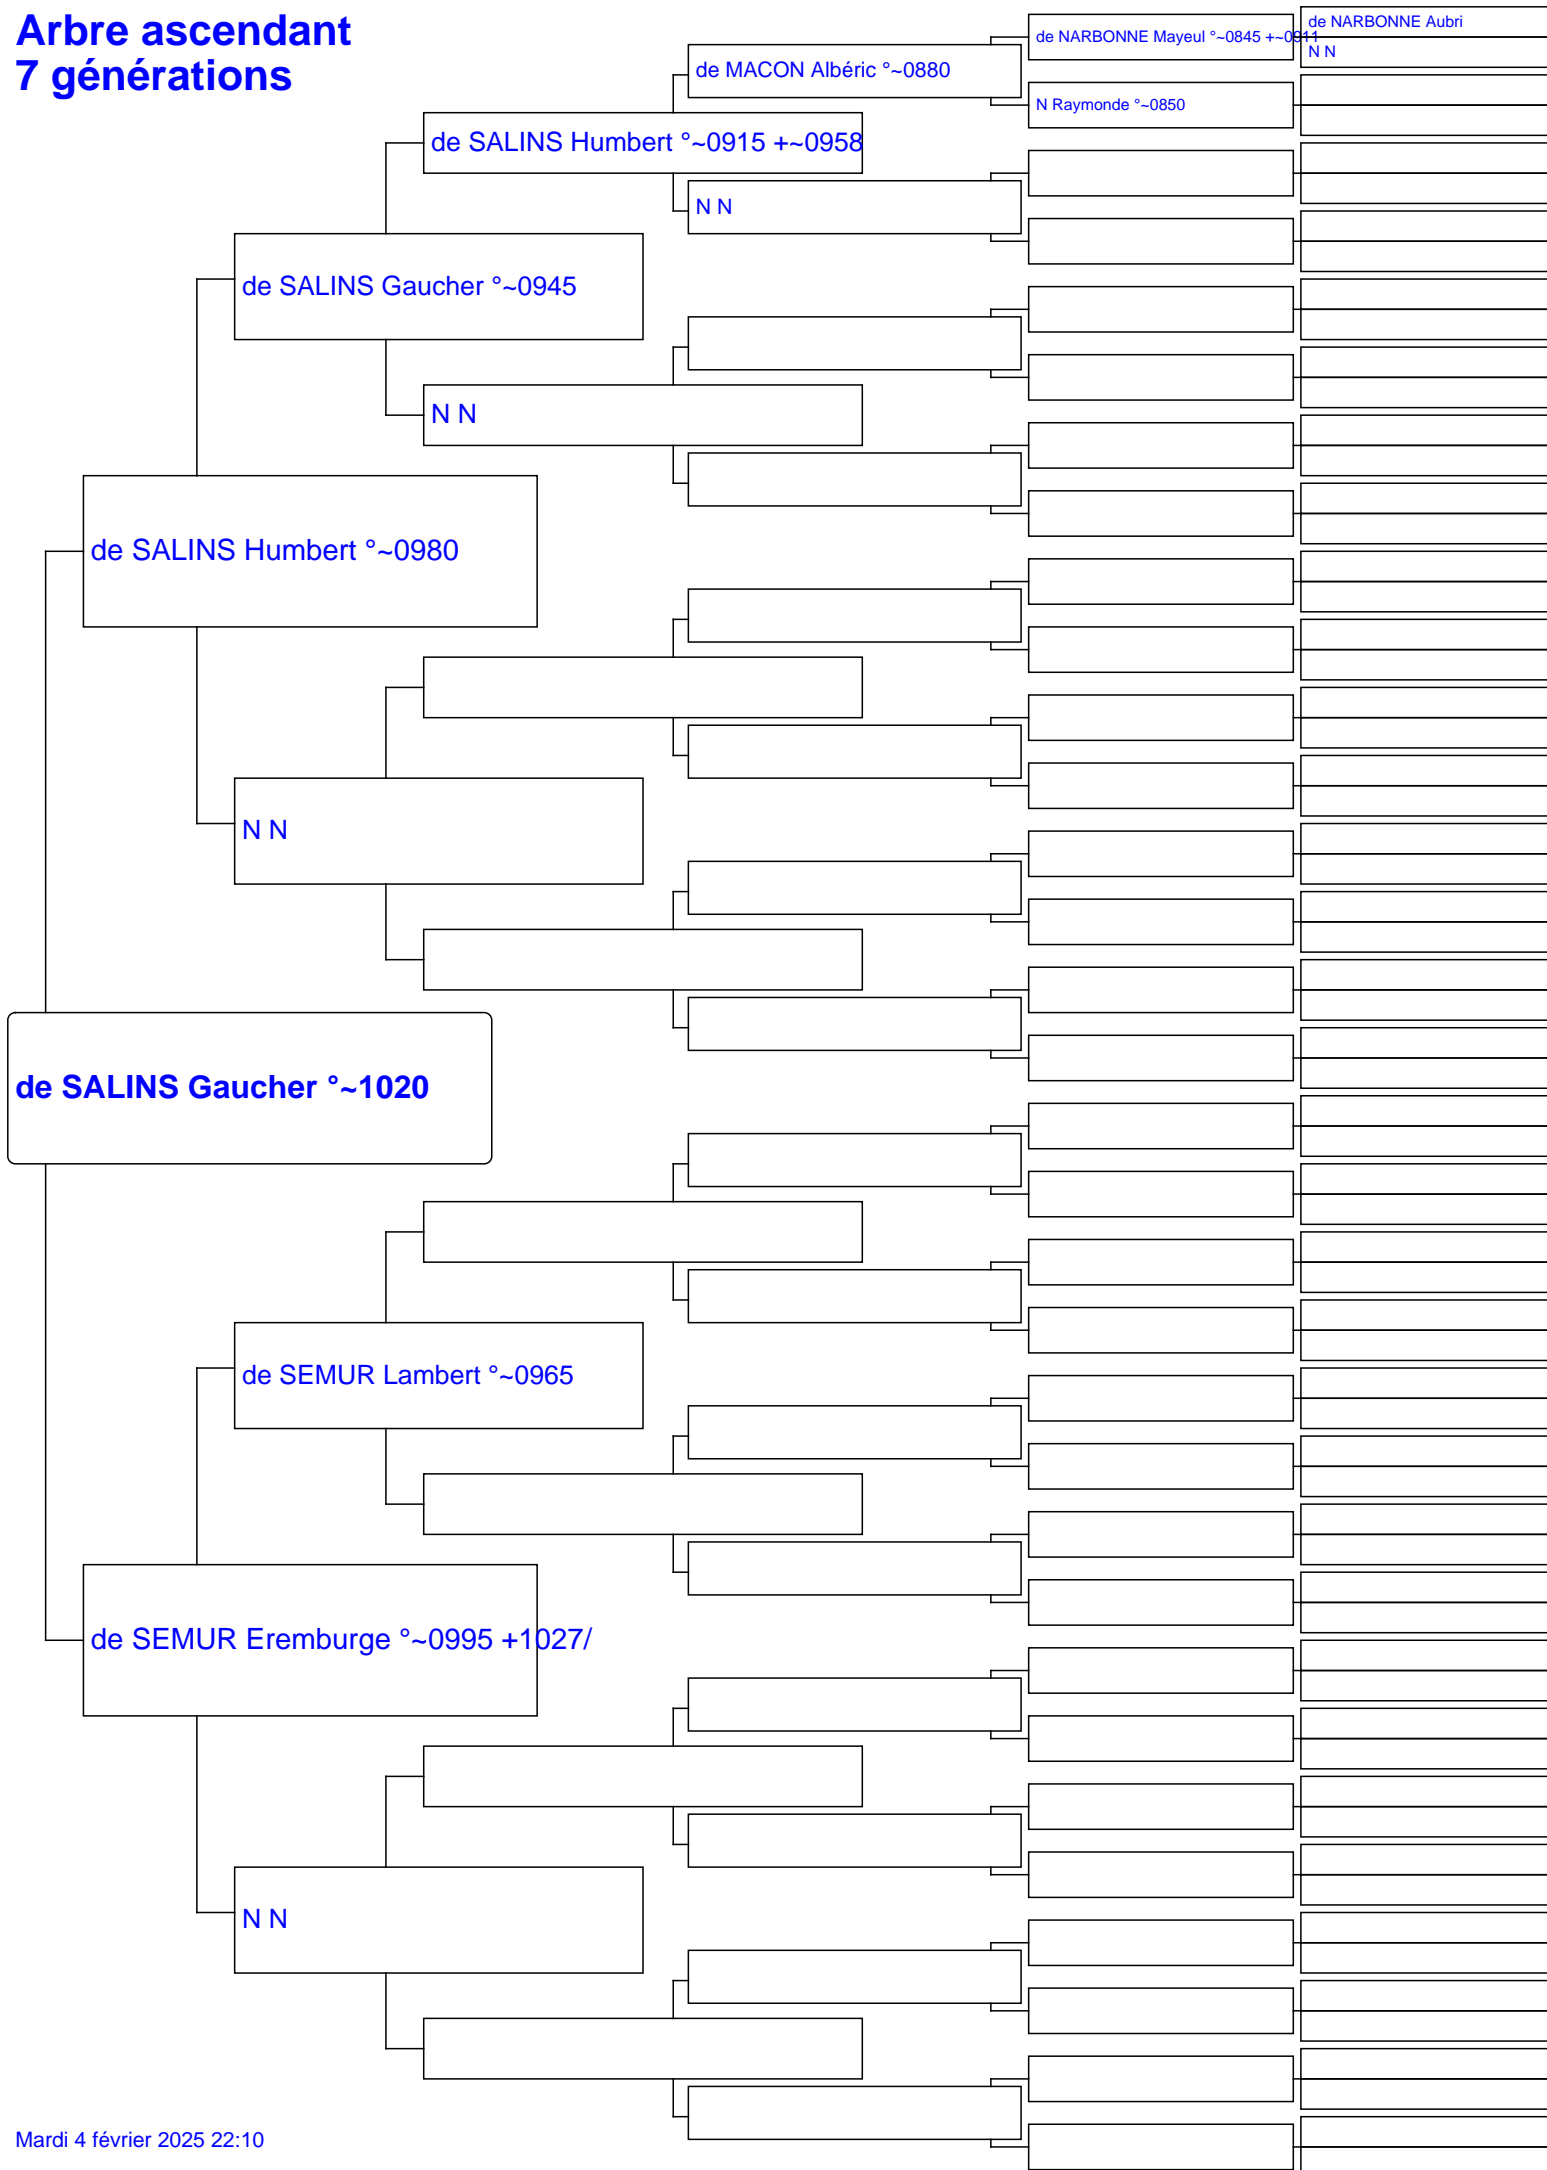 Arbre ascendant
7 générations
de NARBONNE Aubri
de NARBONNE Mayeul °~0845 +~0911
N N
de MACON Albéric °~0880
N Raymonde °~0850
de SALINS Humbert °~0915 +~0958
N N
de SALINS Gaucher °~0945
N N
de SALINS Humbert °~0980
N N
de SALINS Gaucher °~1020
de SEMUR Lambert °~0965
de SEMUR Eremburge °~0995 +1027/
N N
Mardi 4 février 2025 22:10